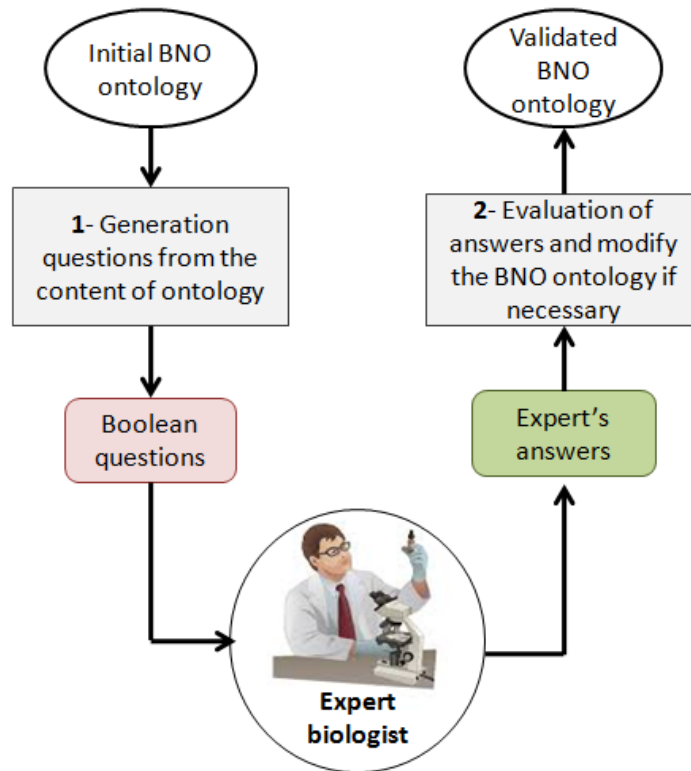 Initial BNO
ontology
1- Generation
questions from the
content of ontology
Boolean
questions
Expert
biologist
Expert's
answers
2- Evaluation of
answers and modify
the BNO ontology if
necessary
Validated
BNO
ontology